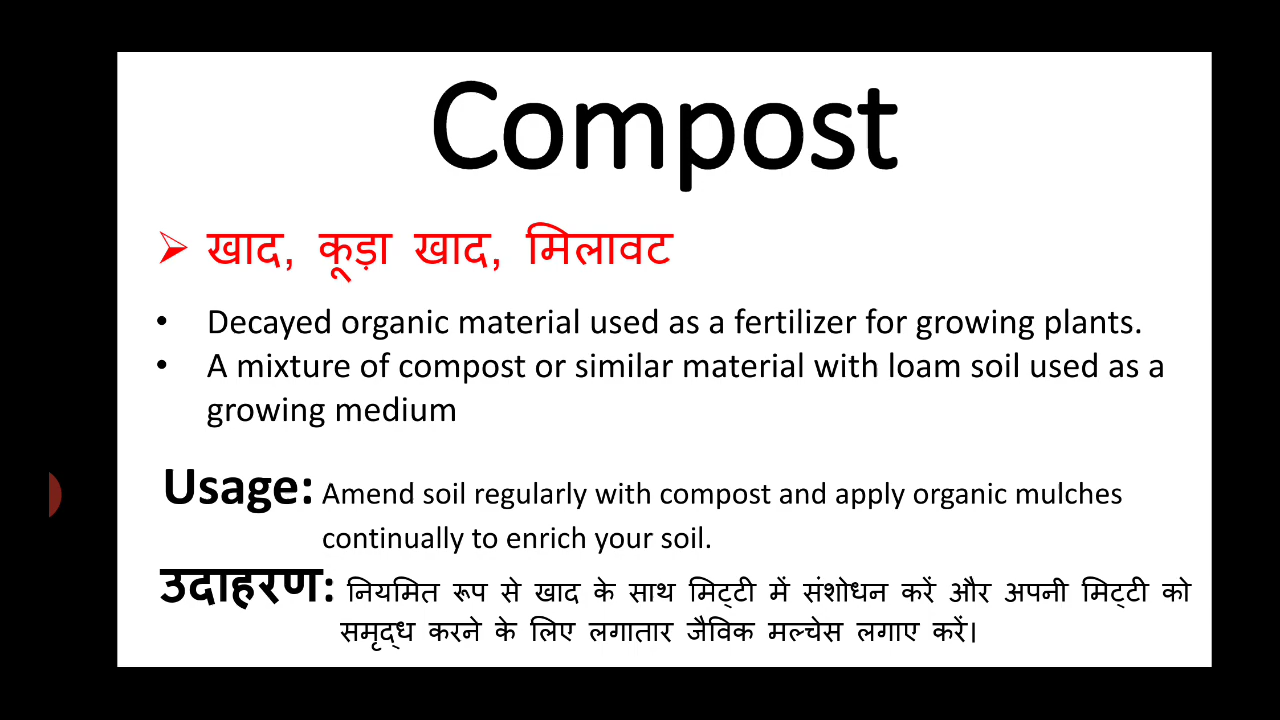 Compost
➢ खाद, कूड़ा खाद, मिलावट
• Decayed organic material used as a fertilizer for growing plants.
• A mixture of compost or similar material with loam soil used as a
growing medium
Usage: Amend soil regularly with compost and apply organic mulches
continually to enrich your soil.
उदाहरण: नियमित रूप से खाद के साथ मिट्टी में संशोधन करें और अपनी मिट्टी को
समृद्ध करने के लिए लगातार जैविक मल्चेस लगाए करें।